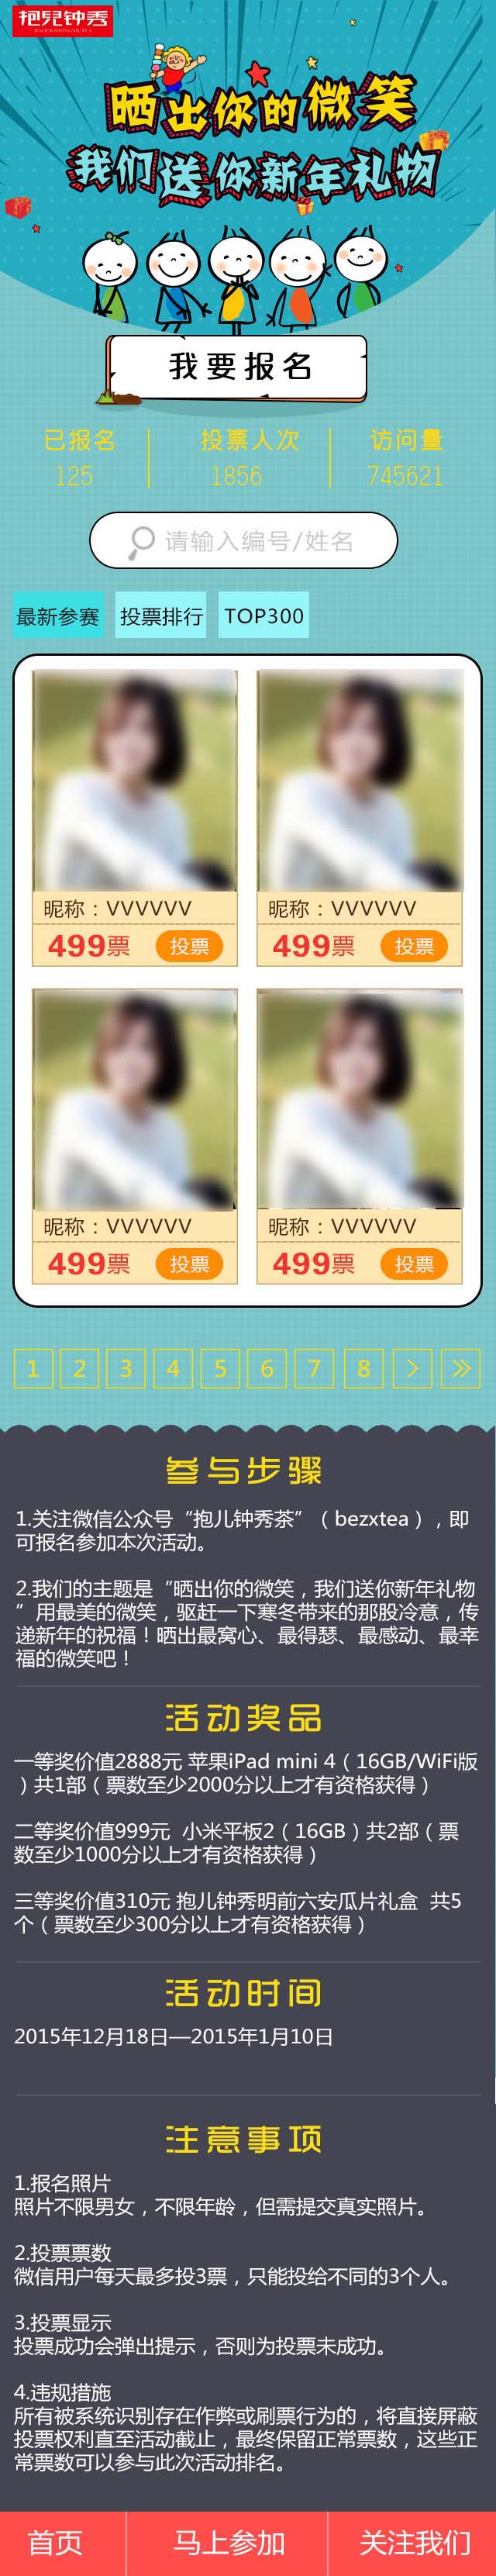 抱兒钟秀
BAOERZHONGXIUTEA
晒出你的微笑
我们送你新年礼物
我要报名
已报名 投票人次 访问量
125 1856 745621
请输入编号/姓名
最新参赛 投票排行 TOP300
昵称：VVVVVV 昵称：VVVVVV
499票 投票 499票 投票
昵称：VVVVVV 昵称：VVVVVV
499票 投票 499票 投票
1 2 3 4 5 6 7 8 > >>
参与步骤
1.关注微信公众号“抱儿钟秀茶”（bezxtea），即
可报名参加本次活动。
2.我们的主题是“晒出你的微笑，我们送你新年礼物
”用最美的微笑，驱赶一下寒冬带来的那股冷意，传
递新年的祝福！晒出最窝心、最得瑟、最感动、最幸
福的微笑吧！
活动奖品
一等奖价值2888元 苹果iPad mini 4（16GB/WiFi版
）共1部（票数至少2000分以上才有资格获得）
二等奖价值999元 小米平板2（16GB）共2部（票
数至少1000分以上才有资格获得）
三等奖价值310元 抱儿钟秀明前六安瓜片礼盒 共5
个（票数至少300分以上才有资格获得）
活动时间
2015年12月18日—2015年1月10日
注意事项
1.报名照片
照片不限男女，不限年龄，但需提交真实照片。
2.投票票数
微信用户每天最多投3票，只能投给不同的3个人。
3.投票显示
投票成功会弹出提示，否则为投票未成功。
4.违规措施
所有被系统识别存在作弊或刷票行为的，将直接屏蔽
投票权利直至活动截止，最终保留正常票数，这些正
常票数可以参与此次活动排名。
首页 马上参加 关注我们